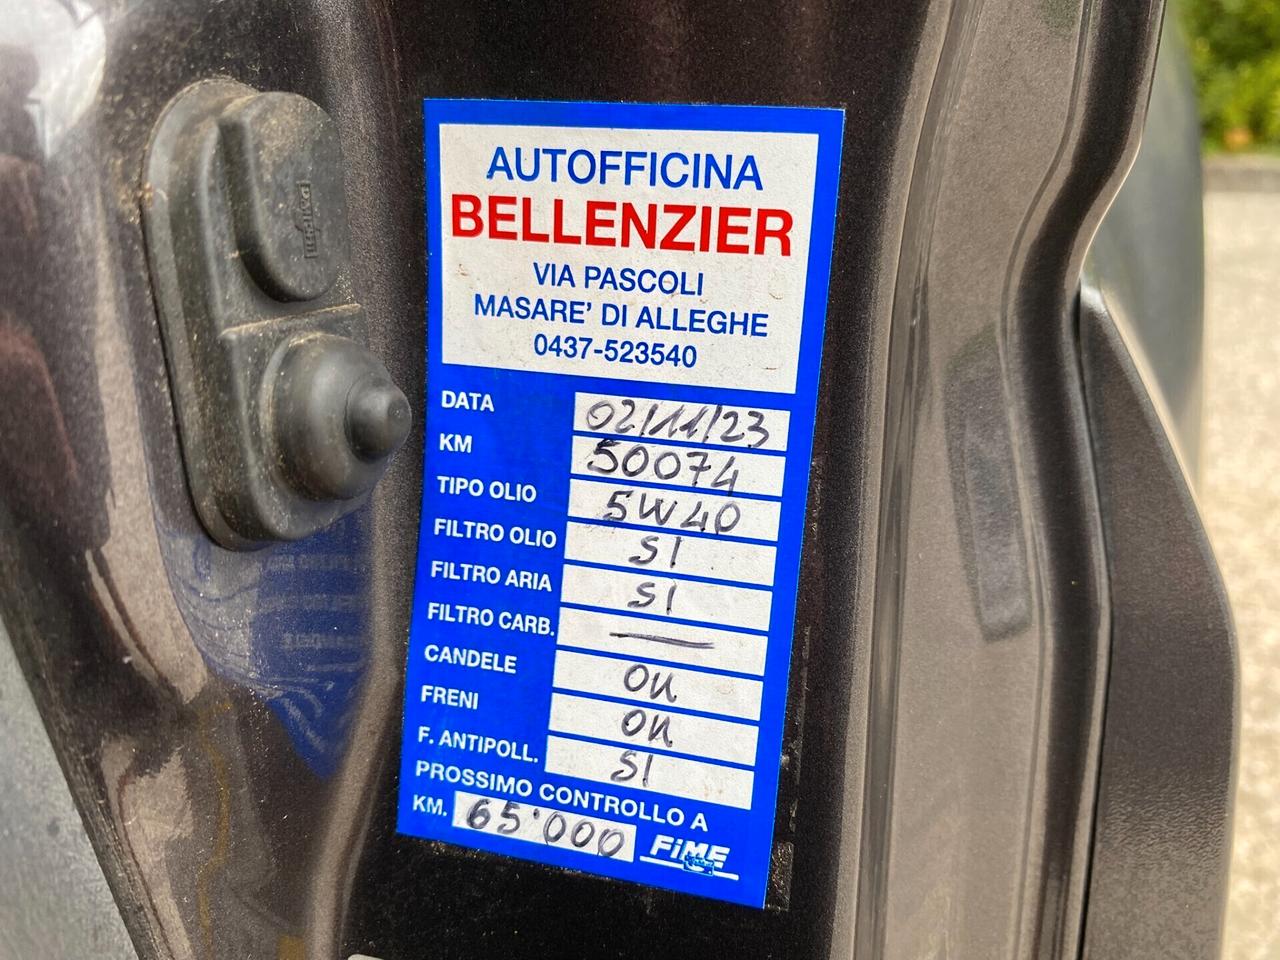 AUTOFFICINA
BELLENZIER
VIA PASCOLI
MASARE' DI ALLEGHE
0437-523540
DATA 02/11/23
KM 50074
TIPO OLIO 5W40
FILTRO OLIO SI
FILTRO ARIA SI
FILTRO CARB. —
CANDELE OK
FRENI OK
F. ANTIPOLL. SI
PROSSIMO CONTROLLO A
KM. 65'000 FiME